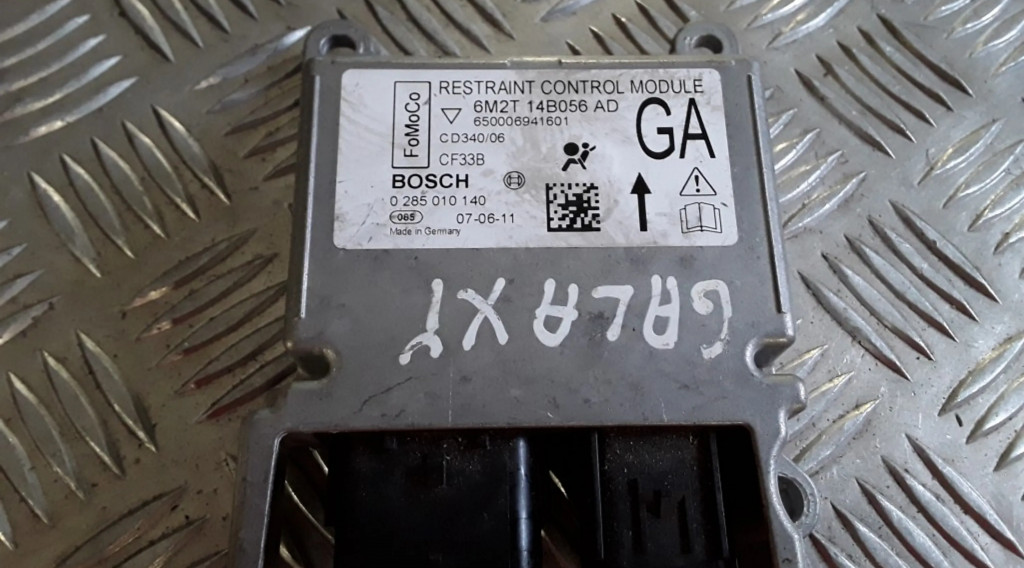 FoMoCo
RESTRAINT CONTROL MODULE
6M2T 14B056 AD
650006941601
CD340/06
CF33B
GA
BOSCH
0 285 010 140
085 07-06-11
Made in Germany
GALAXY